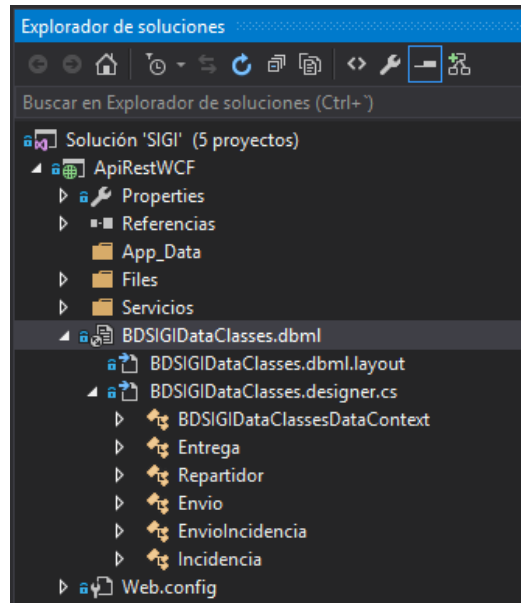 Explorador de soluciones
Buscar en Explorador de soluciones (Ctrl+`)
Solución 'SIGI' (5 proyectos)
ApiRestWCF
Properties
Referencias
App_Data
Files
Servicios
BDSIGIDataClasses.dbml
BDSIGIDataClasses.dbml.layout
BDSIGIDataClasses.designer.cs
BDSIGIDataClassesDataContext
Entrega
Repartidor
Envio
EnvioIncidencia
Incidencia
Web.config